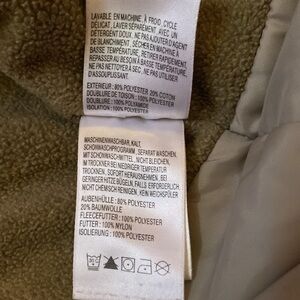 LAVABLE EN MACHINE, À FROID, CYCLE
DÉLICAT, LAVER SÉPARÉMENT AVEC UN
DÉTERGENT DOUX. NE PAS AJOUTER D'AGENT
DE BLANCHIMENT, SÉCHER EN MACHINE À
BASSE TEMPÉRATURE, RETIRER RAPIDEMENT,
REPASSER AU BESOIN À BASSE TEMPÉRATURE,
NE PAS NETTOYER À SEC, NE PAS UTILISER
D'ASSOUPLISSANT
EXTÉRIEUR: 80% POLYESTER 20% COTON
DOUBLURE DE TOISON: 100% POLYESTER
DOUBLURE: 100% POLYAMIDE
ISOLATION: 100% POLYESTER
MASCHINENWASCHBAR, KALT,
SCHONWASCHPROGRAMM, SEPARAT WASCHEN,
MIT SCHONWASCHMITTEL, NICHT BLEICHEN,
IM TROCKNER BEI NIEDRIGER TEMPERATUR
TROCKNEN, SOFORT HERAUSNEHMEN, BEI
GERINGER HITZE BÜGELN, FALLS ERFORDERLICH,
NICHT CHEMISCH REINIGEN, KEIN WEICHSPÜLER
AUßENHÜLLE: 80% POLYESTER
20% BAUMWOLLE
FLEECEFUTTER: 100% POLYESTER
FUTTER: 100% NYLON
ISOLIERUNG: 100% POLYESTER